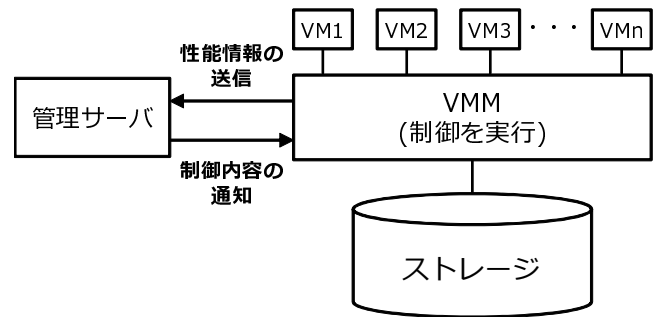 VM1 VM2 VM3 ・・・ VMn
性能情報の
送信
管理サーバ
VMM
(制御を実行)
制御内容の
通知
ストレージ